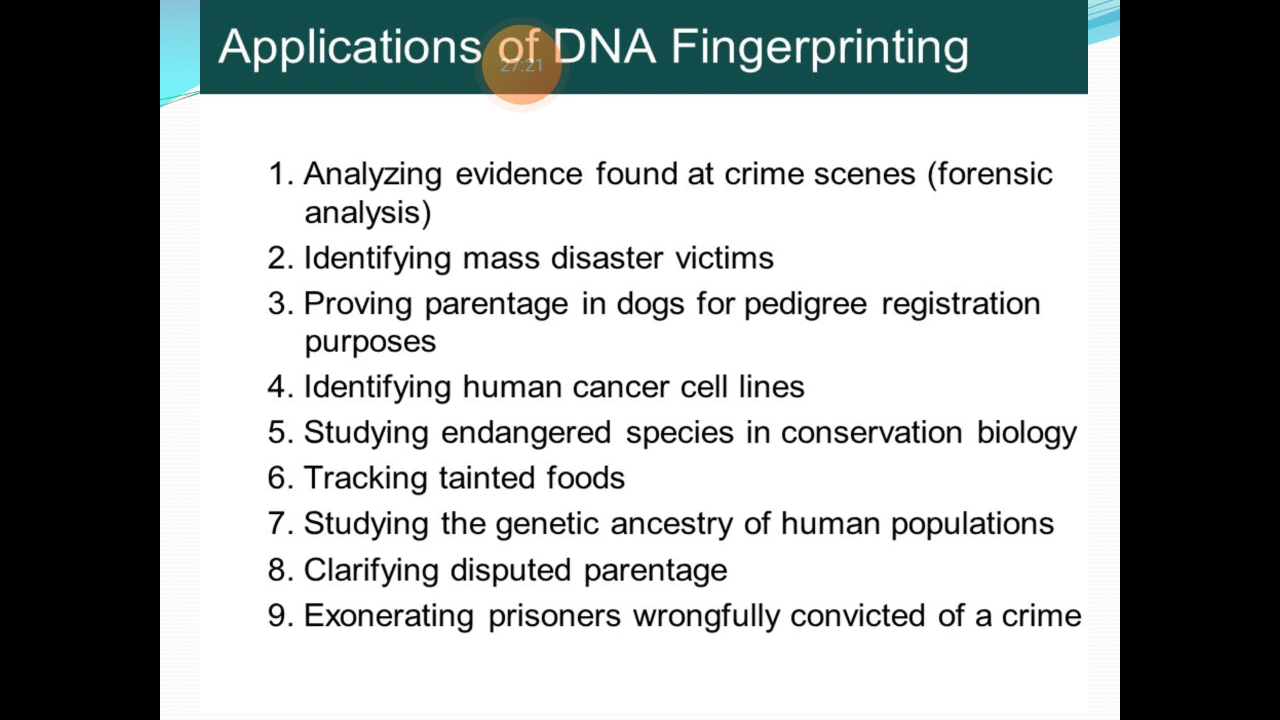 Applications of DNA Fingerprinting
27:21
1. Analyzing evidence found at crime scenes (forensic
analysis)
2. Identifying mass disaster victims
3. Proving parentage in dogs for pedigree registration
purposes
4. Identifying human cancer cell lines
5. Studying endangered species in conservation biology
6. Tracking tainted foods
7. Studying the genetic ancestry of human populations
8. Clarifying disputed parentage
9. Exonerating prisoners wrongfully convicted of a crime